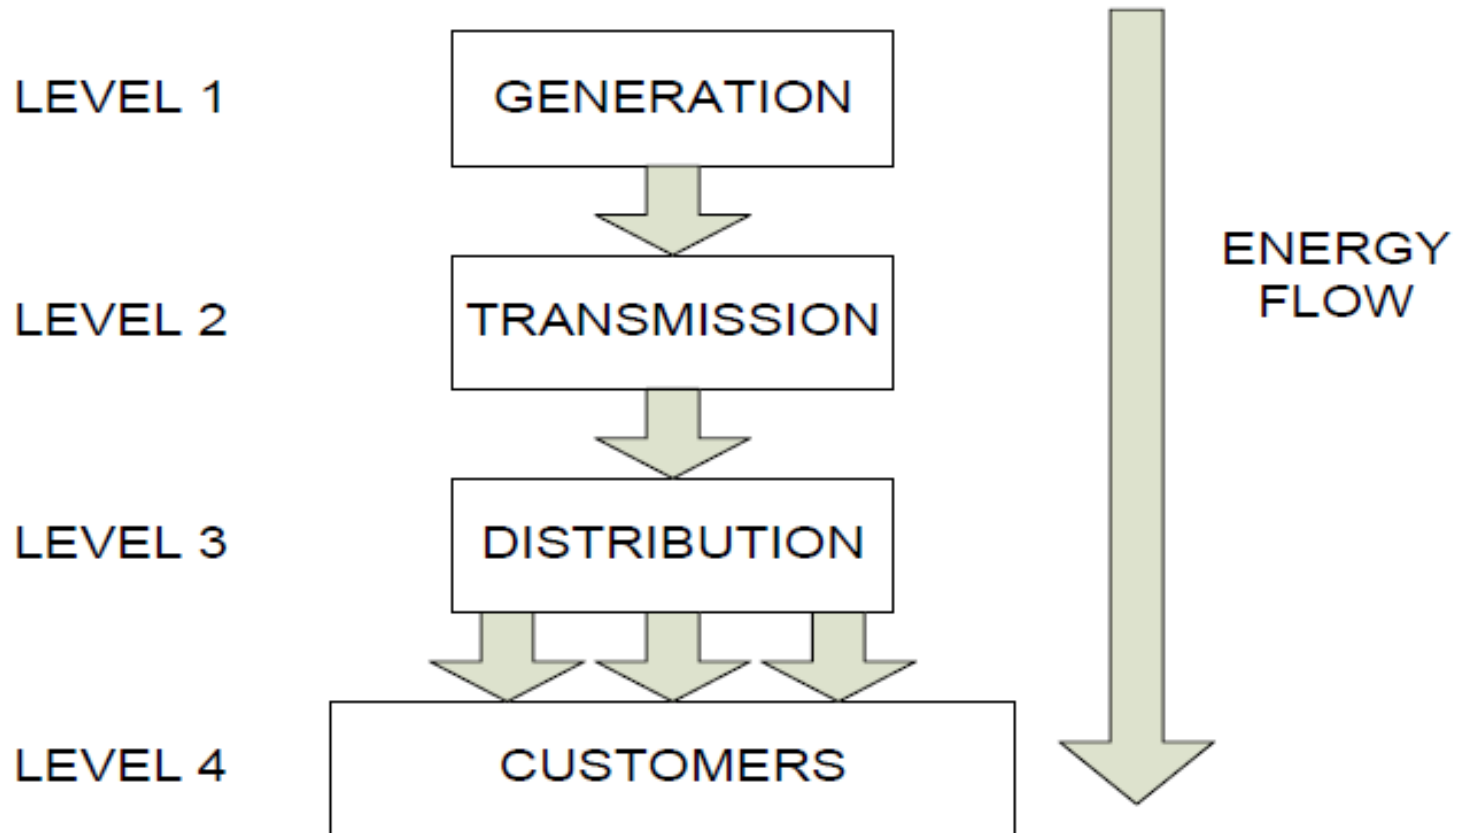 LEVEL 1
GENERATION
LEVEL 2
TRANSMISSION
ENERGY
FLOW
LEVEL 3
DISTRIBUTION
LEVEL 4
CUSTOMERS